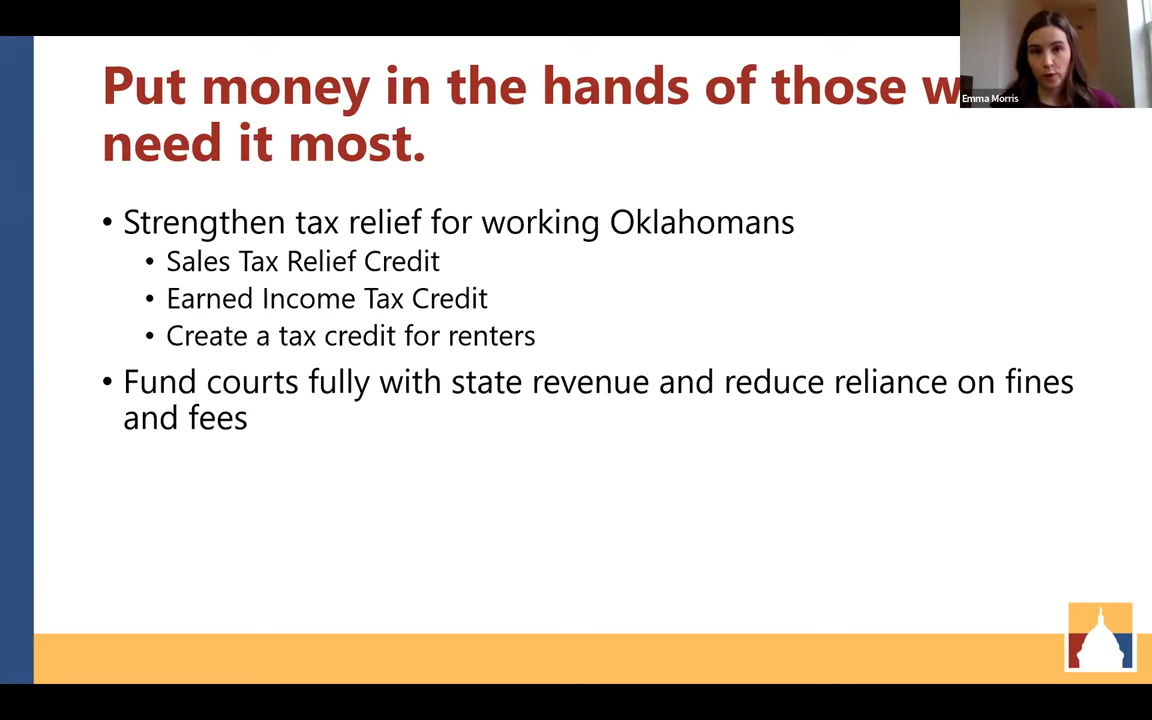 Put money in the hands of those w
need it most.
Emma Morris
• Strengthen tax relief for working Oklahomans
• Sales Tax Relief Credit
• Earned Income Tax Credit
• Create a tax credit for renters
• Fund courts fully with state revenue and reduce reliance on fines
and fees